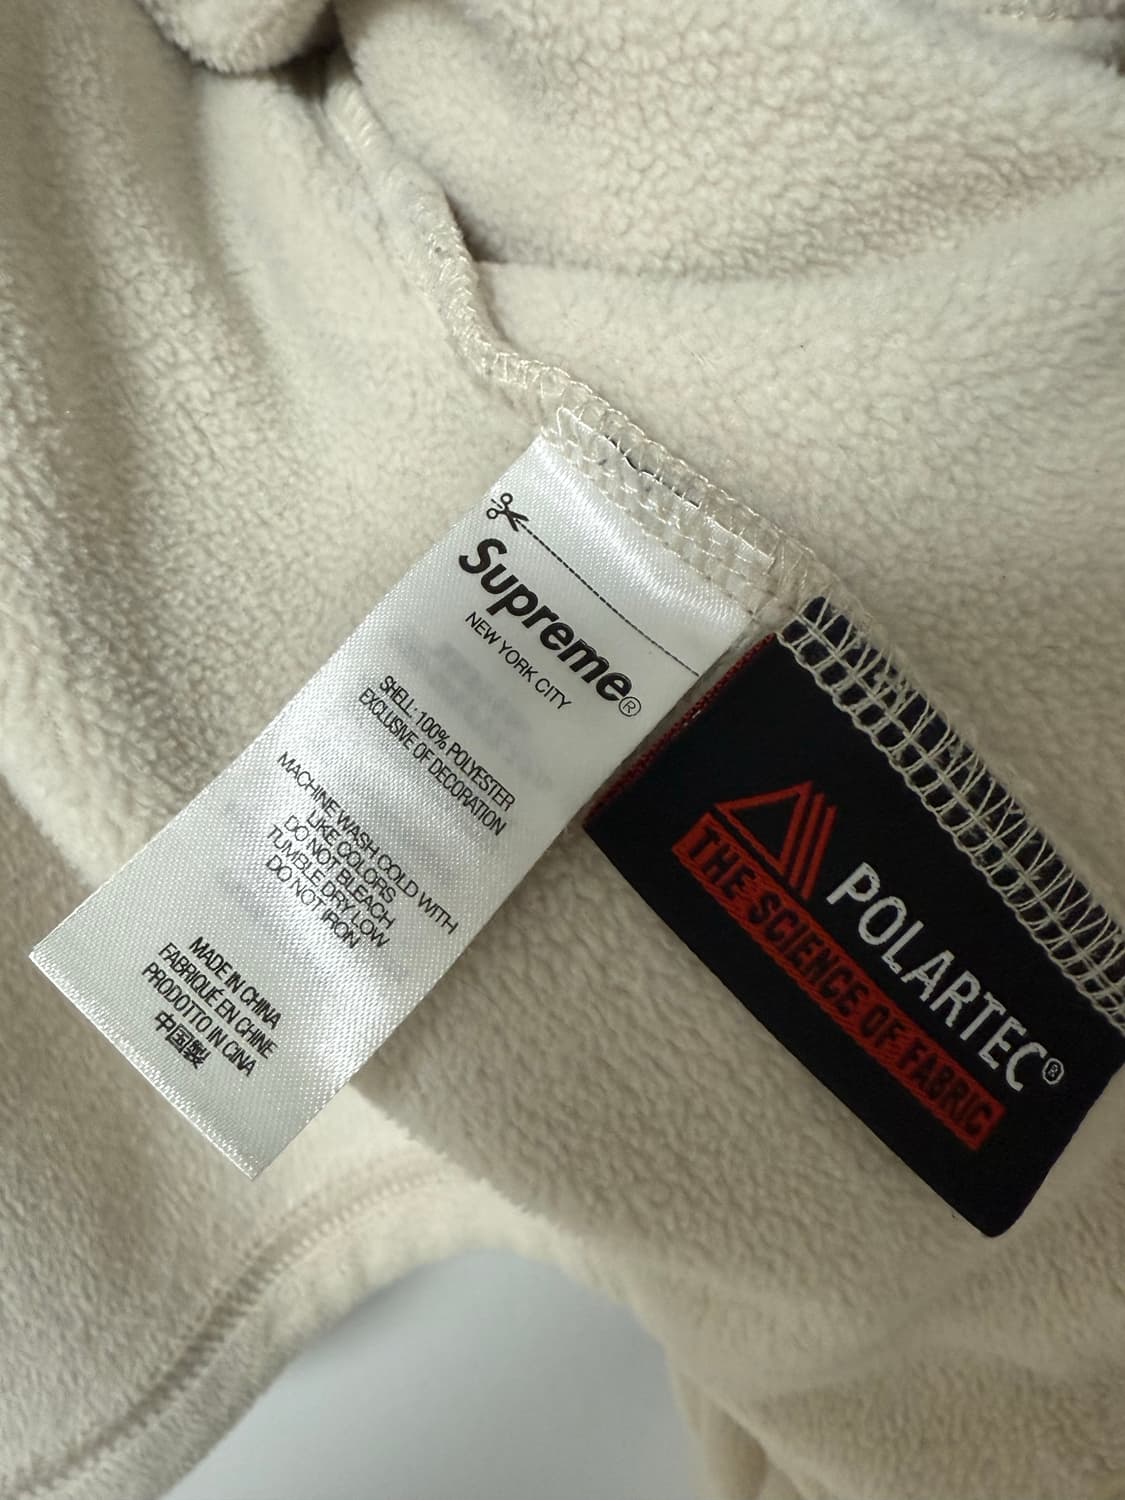 Supreme®
NEW YORK CITY
SHELL: 100% POLYESTER
EXCLUSIVE OF DECORATION
MACHINE WASH COLD WITH
LIKE COLORS
DO NOT BLEACH
TUMBLE DRY LOW
DO NOT IRON
MADE IN CHINA
FABRIQUÉ EN CHINE
PRODOTTO IN CINA
中国製
POLARTEC®
THE SCIENCE OF FABRIC